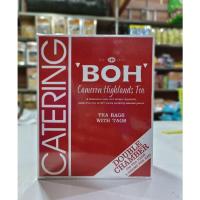 CATERING
BOH
Cameron Highlands Tea
TEA BAGS
WITH TAGS
DOUBLE
CHAMBER